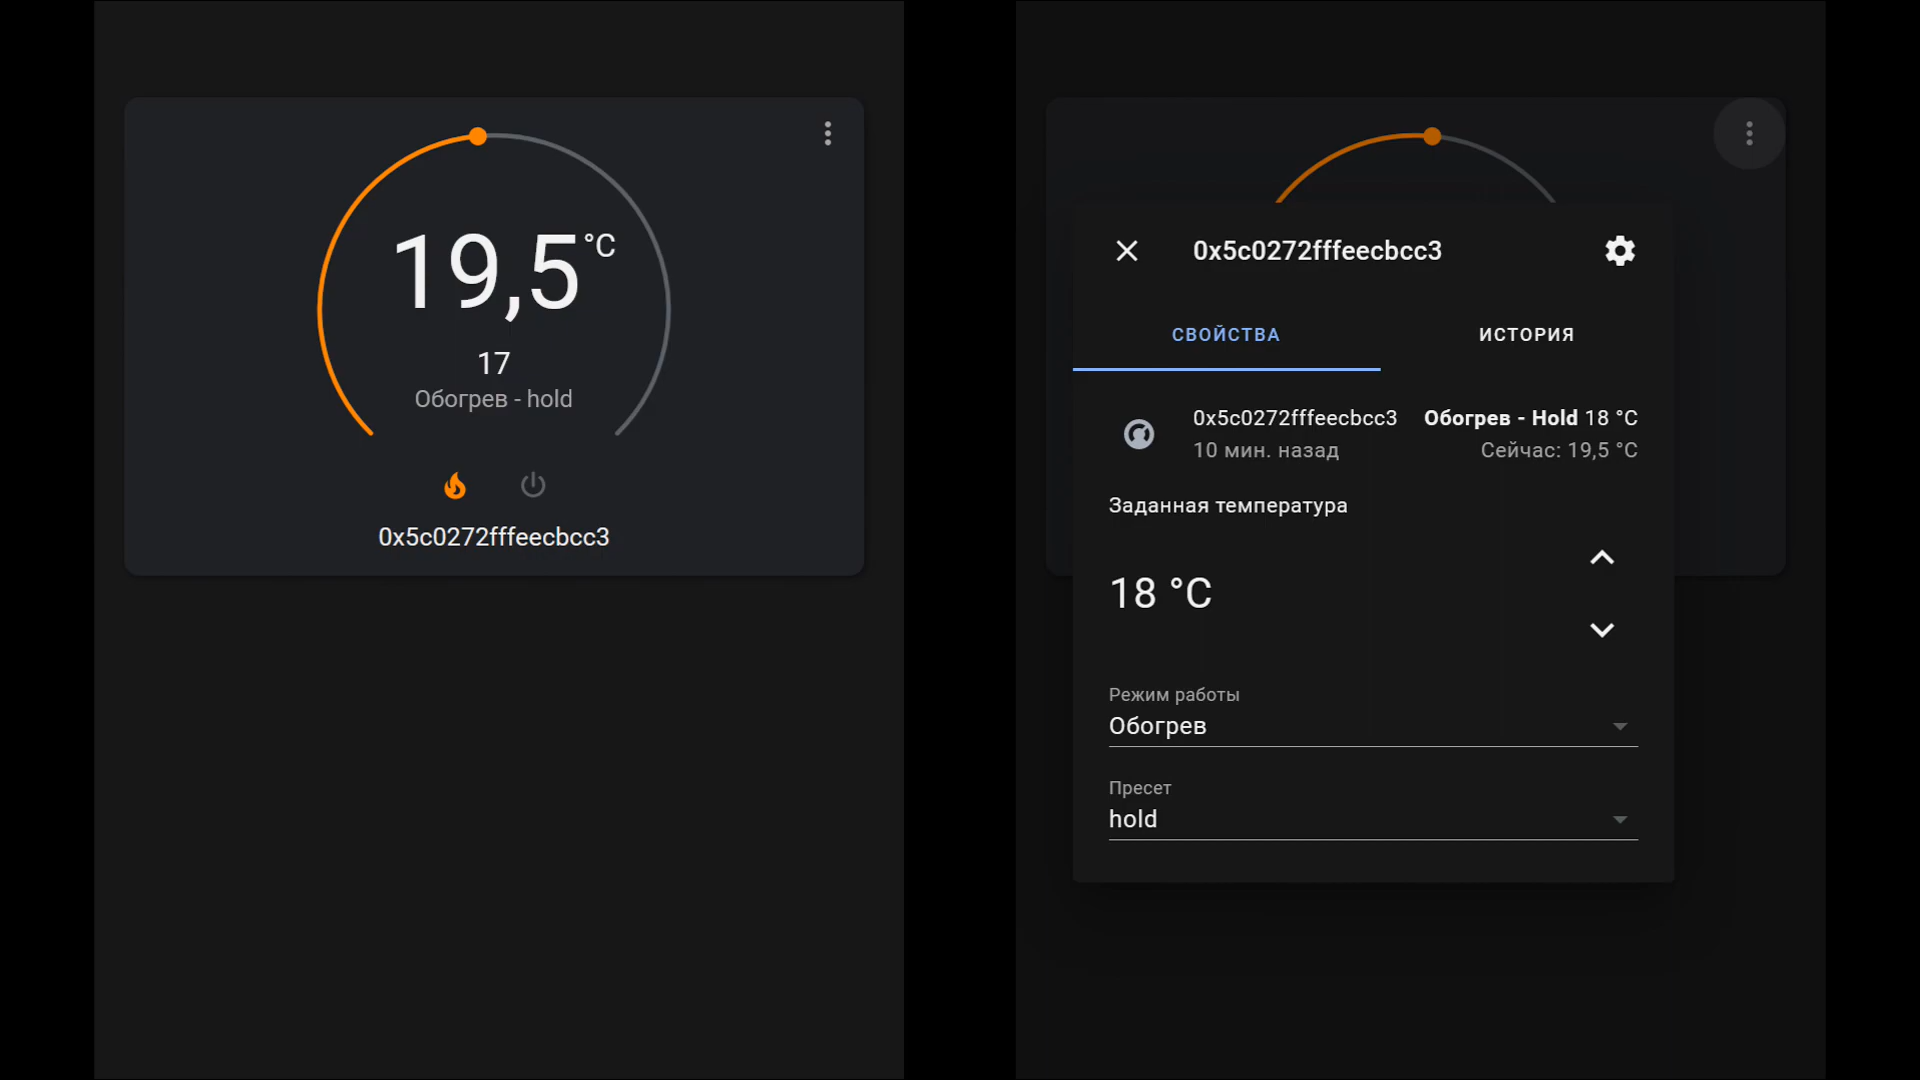 19,5 °C
17
Обогрев - hold
0x5c0272fffeecbcc3
0x5c0272fffeecbcc3
СВОЙСТВА
ИСТОРИЯ
0x5c0272fffeecbcc3 Обогрев - Hold 18 °C
10 мин. назад Сейчас: 19,5 °C
Заданная температура
18 °C
Режим работы
Обогрев
Пресет
hold